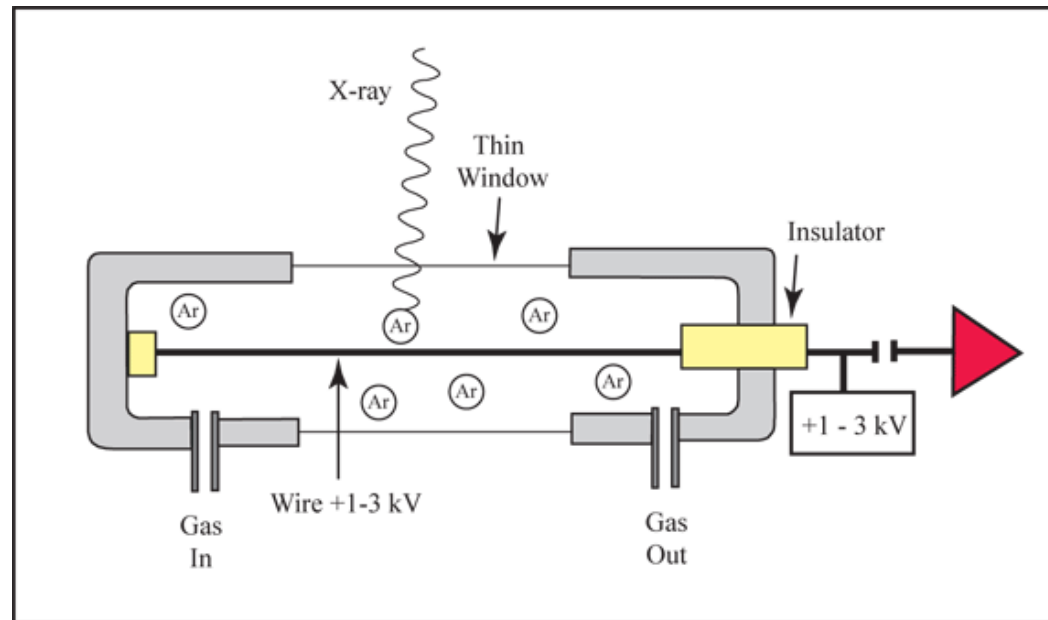 X-ray
Thin
Window
Insulator
Ar
Ar
Ar
Ar
Ar
Ar
+1 - 3 kV
Wire +1-3 kV
Gas
In
Gas
Out